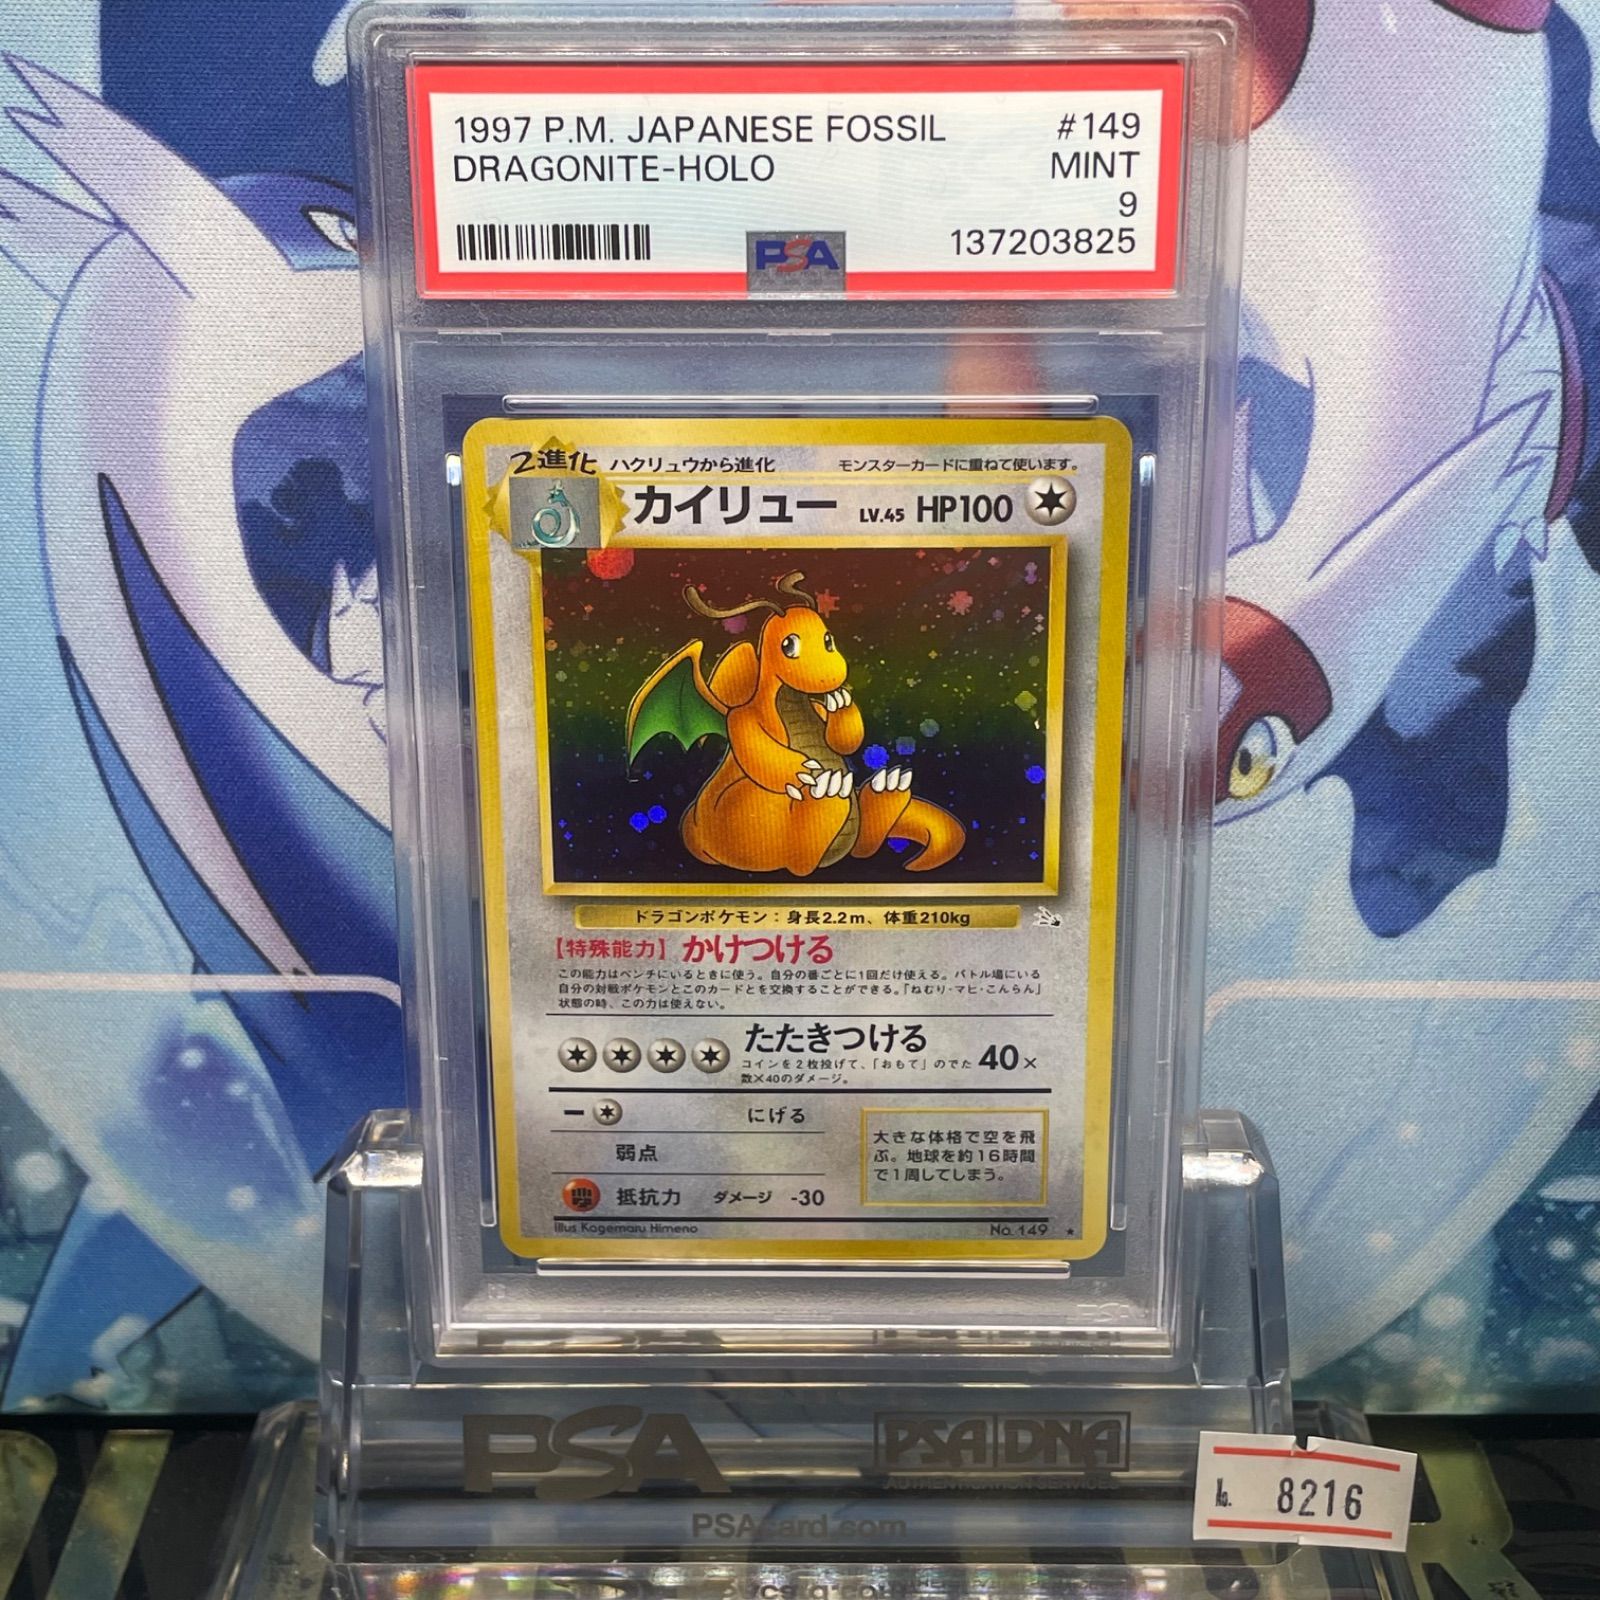 1997 P.M. JAPANESE FOSSIL #149
DRAGONITE-HOLO MINT
9
PSA 137203825
2進化 ハクリュウから進化 モンスターカードに重ねて使います。
カイリュー LV.45 HP100
ドラゴンポケモン：身長2.2m、体重210kg
【特殊能力】かけつける
この能力はベンチにいるときに使う。自分の番ごとに1回だけ使える。バトル場にいる
自分の対戦ポケモンとこのカードとを交換することができる。「ねむり・マヒ・こんらん」
状態の時、この力は使えない。
たたきつける
コインを2枚投げて、「おもて」のでた 40×
数×40のダメージ。
ー にげる
弱点
抵抗力 ダメージ -30
大きな体格で空を飛
ぶ。地球を約16時間
で1周してしまう。
Illus Kagemaru Himeno No. 149 ★
PSA PSA DNA
AUTHENTICATION SERVICES
PSAcard.com
No. 8216